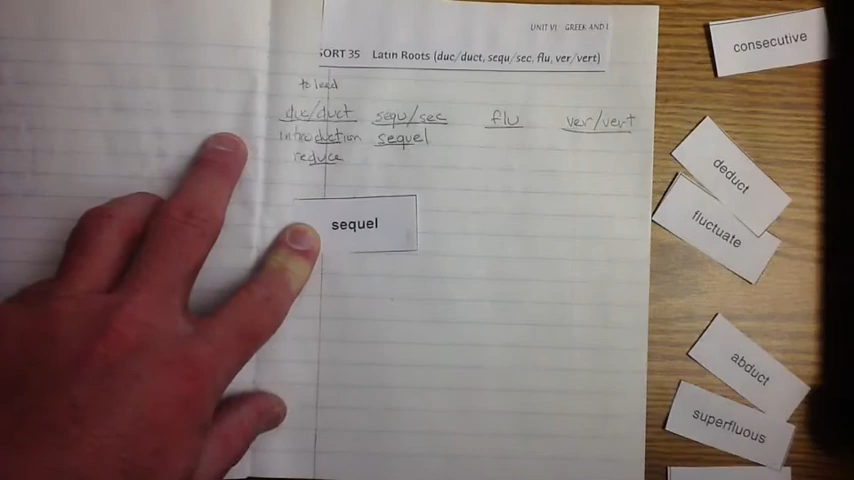 UNIT VI GREEK AND
SORT 35 Latin Roots (duc/duct, sequ/sec, flu, ver/vert)
to lead
duc/duct sequ/sec flu ver/vert
introduction sequel
reduce
sequel
consecutive
deduct
fluctuate
abduct
superfluous